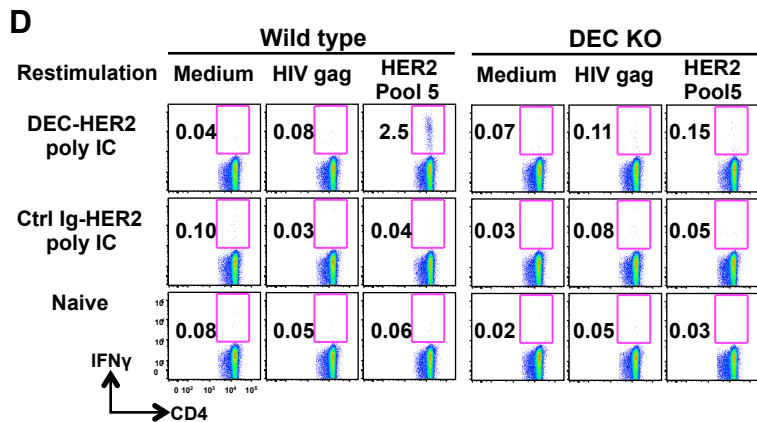 D
Wild type
DEC KO
Restimulation
Medium
HIV gag
HER2
Pool 5
Medium
HIV gag
HER2
Pool5
DEC-HER2
poly IC
0.04
0.08
2.5
0.07
0.11
0.15
Ctrl Ig-HER2
poly IC
0.10
0.03
0.04
0.03
0.08
0.05
Naive
0.08
0.05
0.06
0.02
0.05
0.03
0
0 10² 10³ 10⁴ 10⁵
IFNγ
CD4